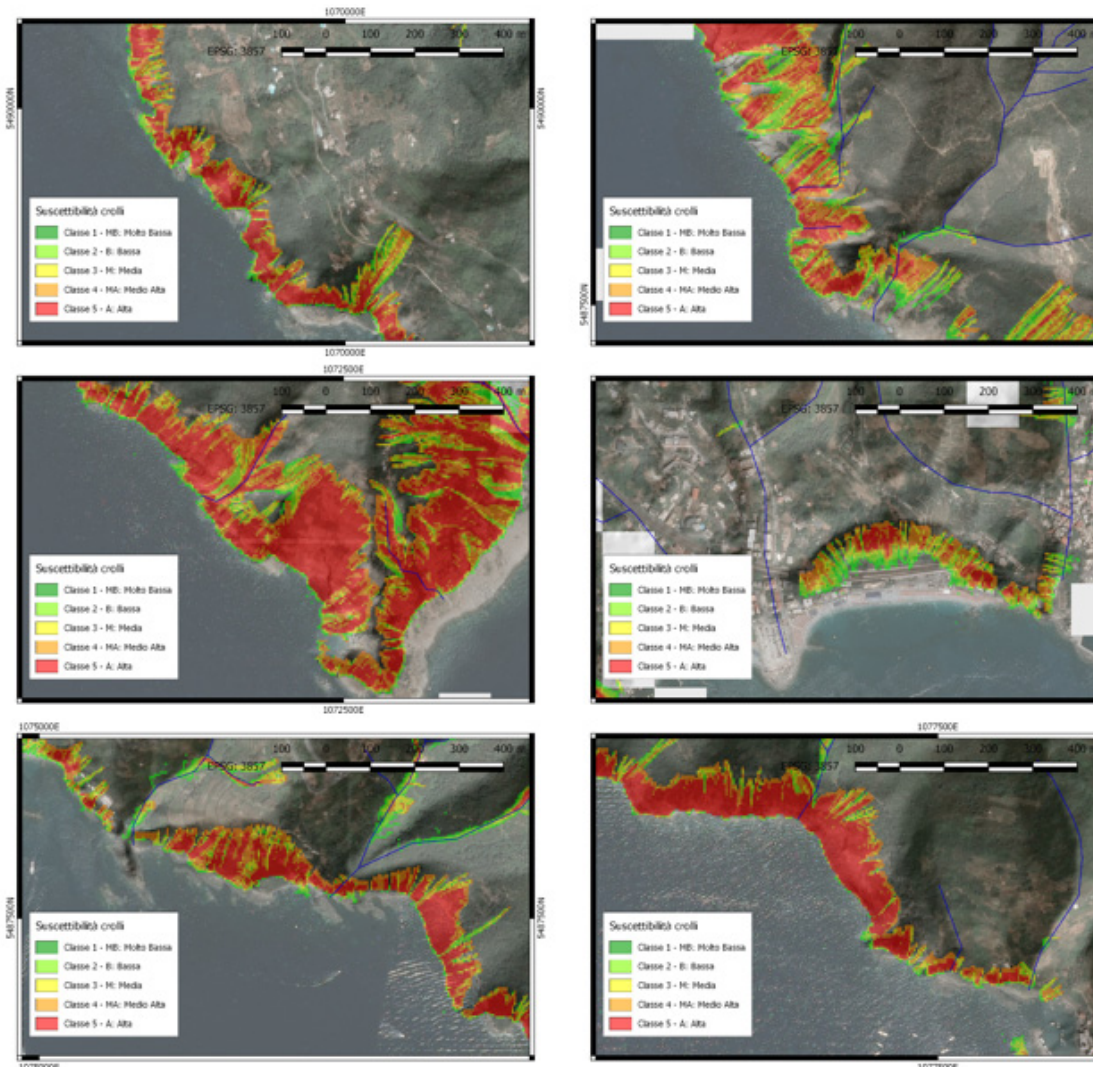 1070000E
100 0 100 200 300 400 m
EPSG: 3857
5490000N
Suscettibilità crolli
Classe 1 - MB: Molto Bassa
Classe 2 - B: Bassa
Classe 3 - M: Media
Classe 4 - MA: Medio Alta
Classe 5 - A: Alta
1070000E
100 0 100 200 300 400 m
EPSG: 3857
5487500N
Suscettibilità crolli
Classe 1 - MB: Molto Bassa
Classe 2 - B: Bassa
Classe 3 - M: Media
Classe 4 - MA: Medio Alta
Classe 5 - A: Alta
1072500E
100 0 100 200 300 400 m
EPSG: 3857
Suscettibilità crolli
Classe 1 - MB: Molto Bassa
Classe 2 - B: Bassa
Classe 3 - M: Media
Classe 4 - MA: Medio Alta
Classe 5 - A: Alta
1072500E
100 0 100 200 300 400 m
EPSG: 3857
Suscettibilità crolli
Classe 1 - MB: Molto Bassa
Classe 2 - B: Bassa
Classe 3 - M: Media
Classe 4 - MA: Medio Alta
Classe 5 - A: Alta
1075000E
100 0 100 200 300 400 m
EPSG: 3857
5487500N
Suscettibilità crolli
Classe 1 - MB: Molto Bassa
Classe 2 - B: Bassa
Classe 3 - M: Media
Classe 4 - MA: Medio Alta
Classe 5 - A: Alta
1075000E
1077500E
100 0 100 200 300 400 m
EPSG: 3857
5487500N
Suscettibilità crolli
Classe 1 - MB: Molto Bassa
Classe 2 - B: Bassa
Classe 3 - M: Media
Classe 4 - MA: Medio Alta
Classe 5 - A: Alta
1077500E